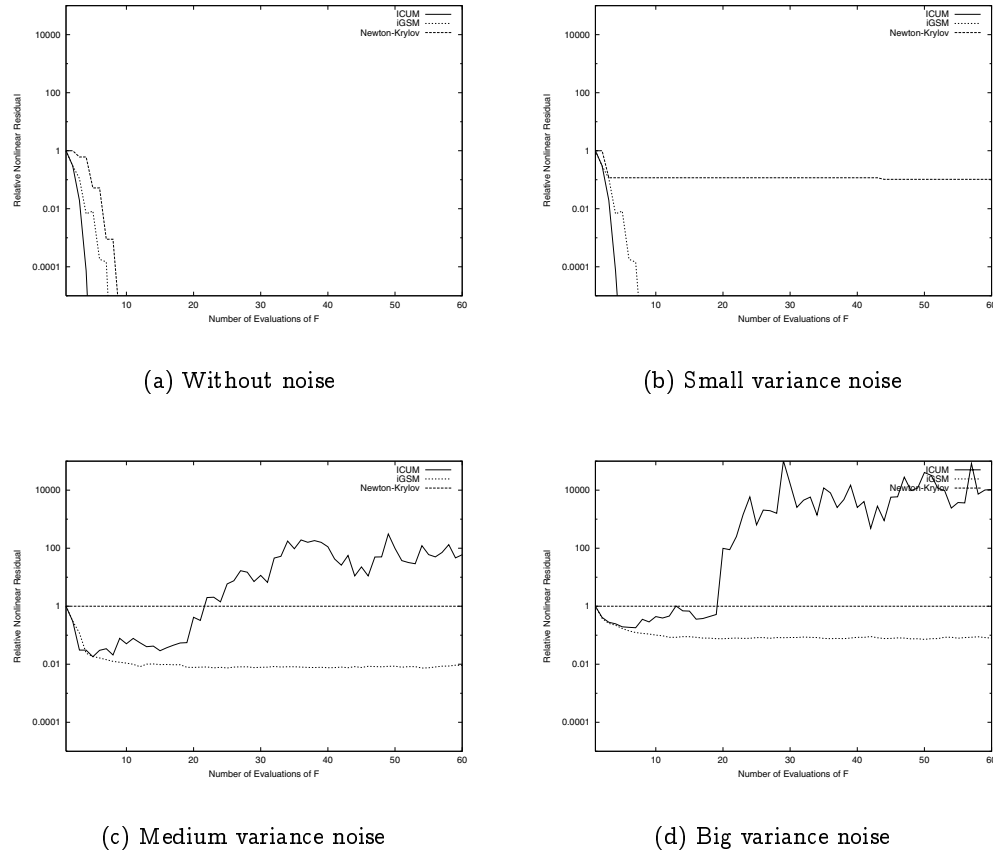 ICUM
iGSM
Newton-Krylov
10000
100
1
0.01
0.0001
Relative Nonlinear Residual
10 20 30 40 50 60
Number of Evaluations of F
(a) Without noise
ICUM
iGSM
Newton-Krylov
10000
100
1
0.01
0.0001
Relative Nonlinear Residual
10 20 30 40 50 60
Number of Evaluations of F
(b) Small variance noise
ICUM
iGSM
Newton-Krylov
10000
100
1
0.01
0.0001
Relative Nonlinear Residual
10 20 30 40 50 60
Number of Evaluations of F
(c) Medium variance noise
ICUM
iGSM
Newton-Krylov
10000
100
1
0.01
0.0001
Relative Nonlinear Residual
10 20 30 40 50 60
Number of Evaluations of F
(d) Big variance noise